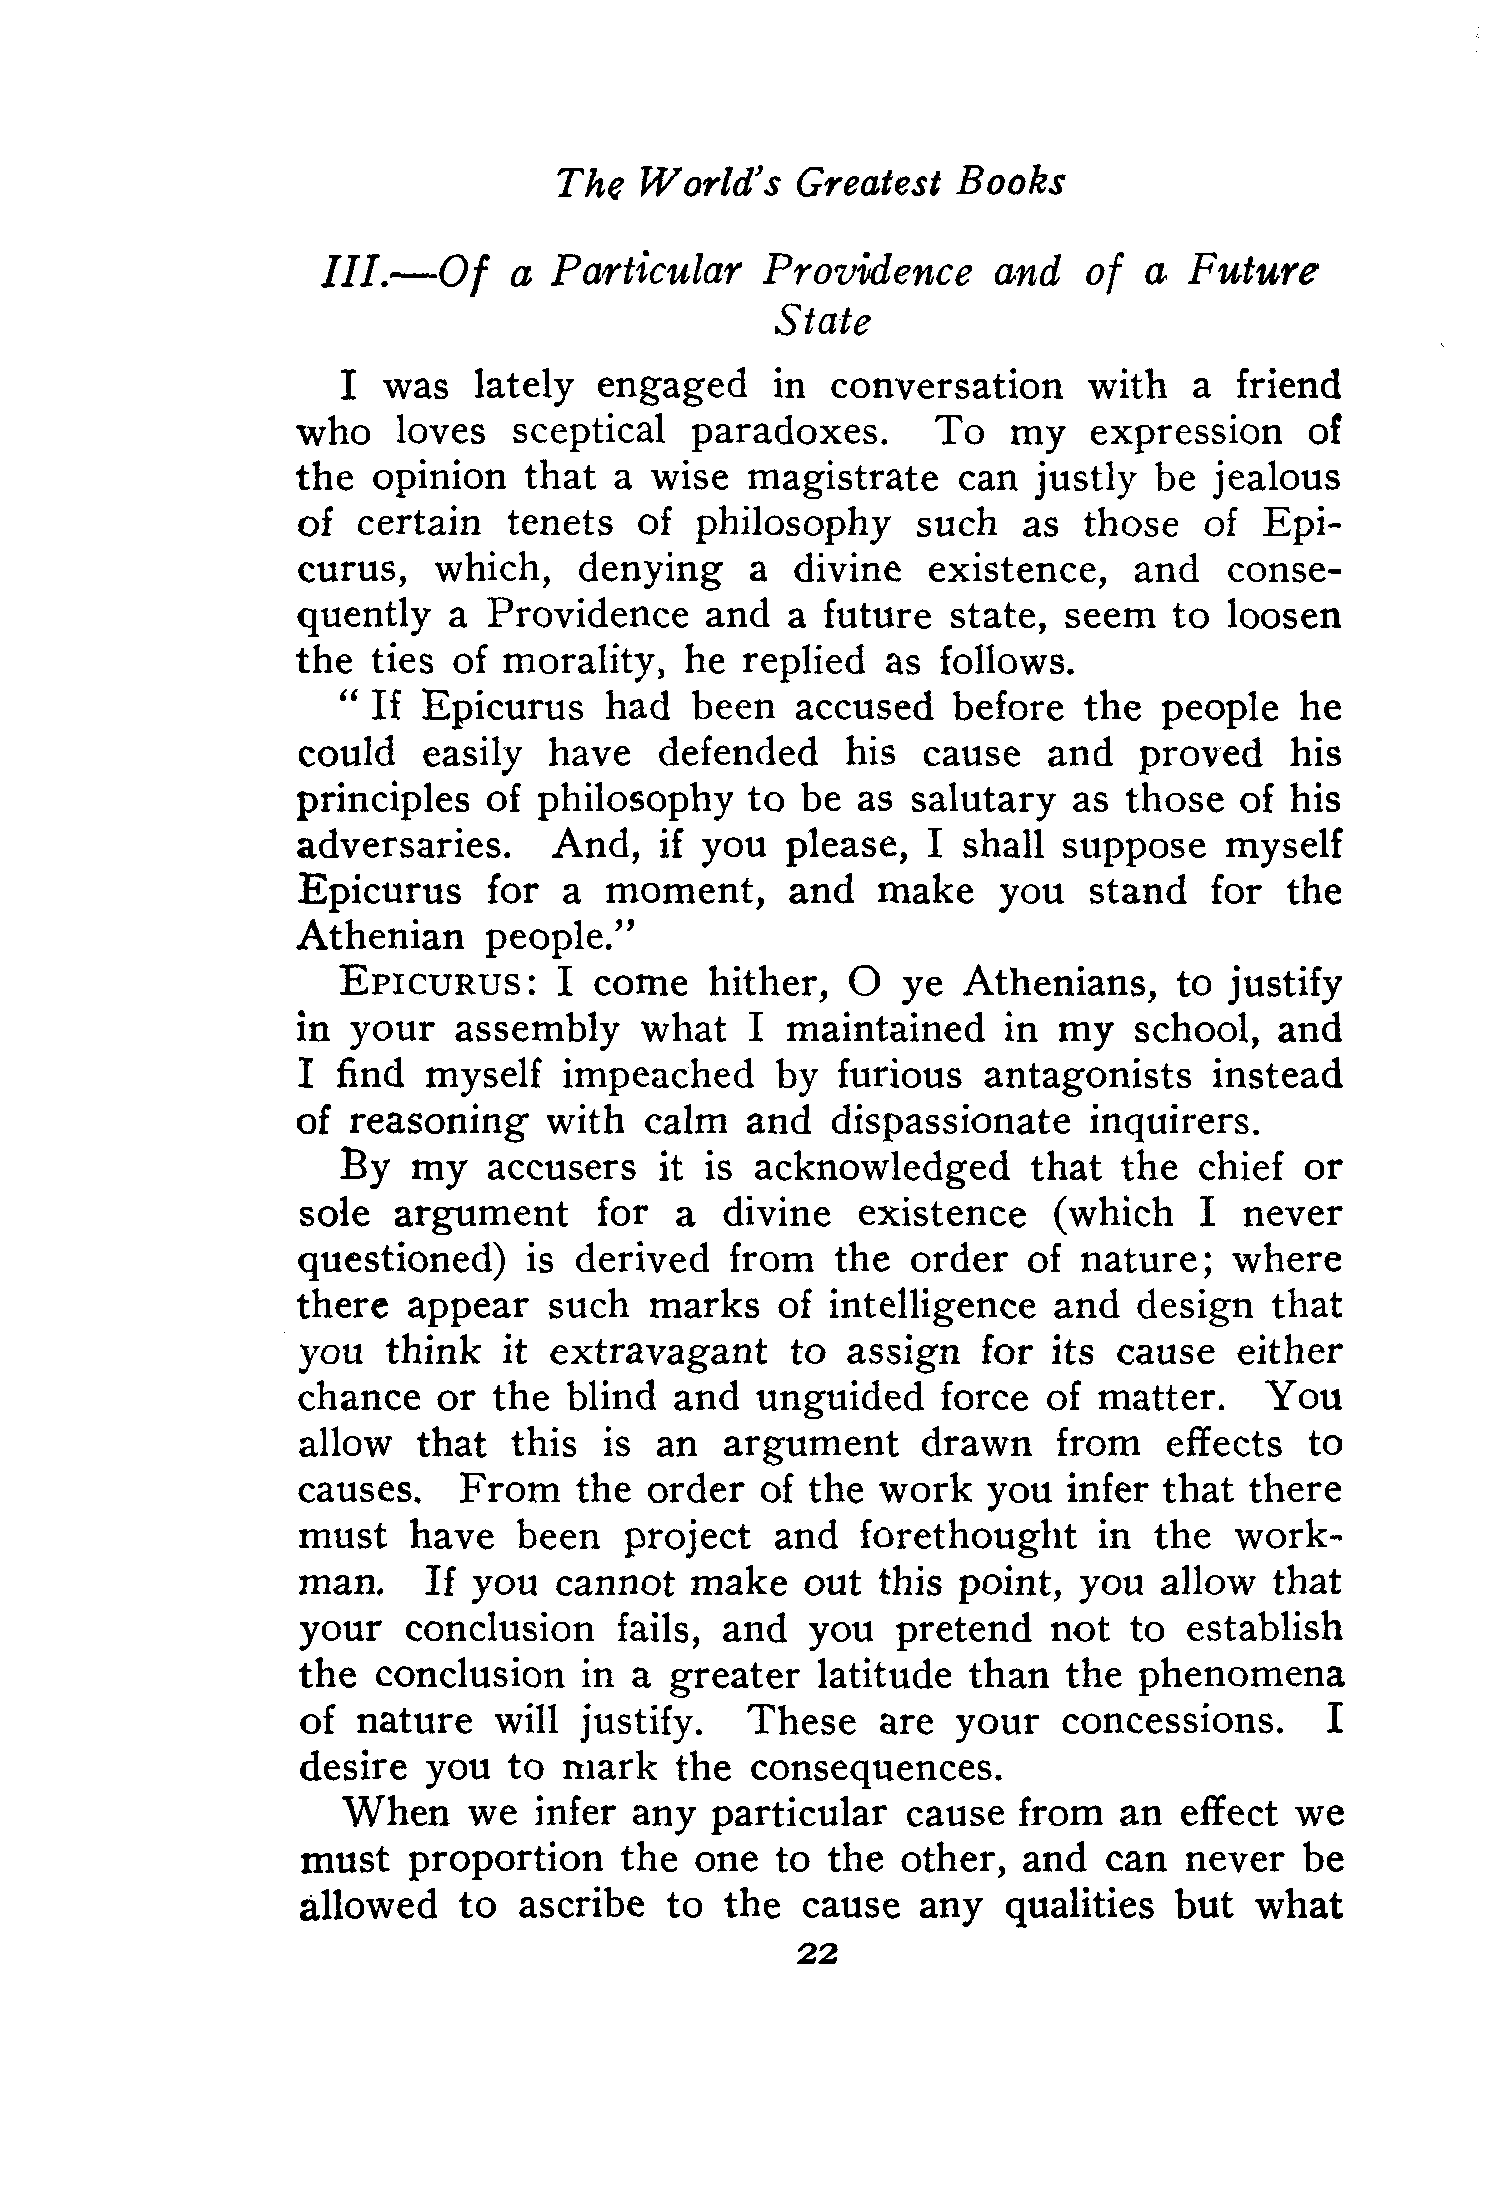 The World's Greatest Books
III.—Of a Particular Providence and of a Future
State
I was lately engaged in conversation with a friend
who loves sceptical paradoxes. To my expression of
the opinion that a wise magistrate can justly be jealous
of certain tenets of philosophy such as those of Epi-
curus, which, denying a divine existence, and conse-
quently a Providence and a future state, seem to loosen
the ties of morality, he replied as follows.
" If Epicurus had been accused before the people he
could easily have defended his cause and proved his
principles of philosophy to be as salutary as those of his
adversaries. And, if you please, I shall suppose myself
Epicurus for a moment, and make you stand for the
Athenian people."
EPICURUS: I come hither, O ye Athenians, to justify
in your assembly what I maintained in my school, and
I find myself impeached by furious antagonists instead
of reasoning with calm and dispassionate inquirers.
By my accusers it is acknowledged that the chief or
sole argument for a divine existence (which I never
questioned) is derived from the order of nature; where
there appear such marks of intelligence and design that
you think it extravagant to assign for its cause either
chance or the blind and unguided force of matter. You
allow that this is an argument drawn from effects to
causes. From the order of the work you infer that there
must have been project and forethought in the work-
man. If you cannot make out this point, you allow that
your conclusion fails, and you pretend not to establish
the conclusion in a greater latitude than the phenomena
of nature will justify. These are your concessions. I
desire you to mark the consequences.
When we infer any particular cause from an effect we
must proportion the one to the other, and can never be
allowed to ascribe to the cause any qualities but what
22